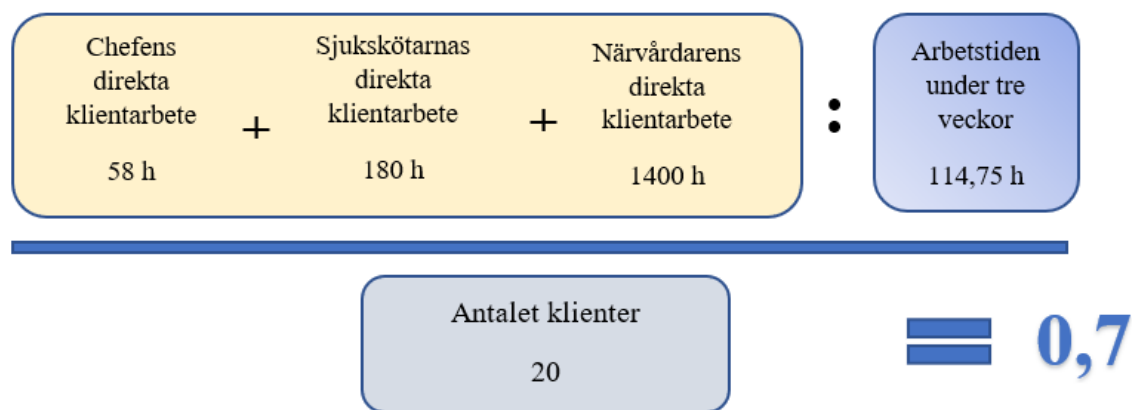 Chefens
direkta
klientarbete
58 h
+
Sjukskötarnas
direkta
klientarbete
180 h
+
Närvårdarens
direkta
klientarbete
1400 h
:
Arbetstiden
under tre
veckor
114,75 h
Antalet klienter
20
= 0,7